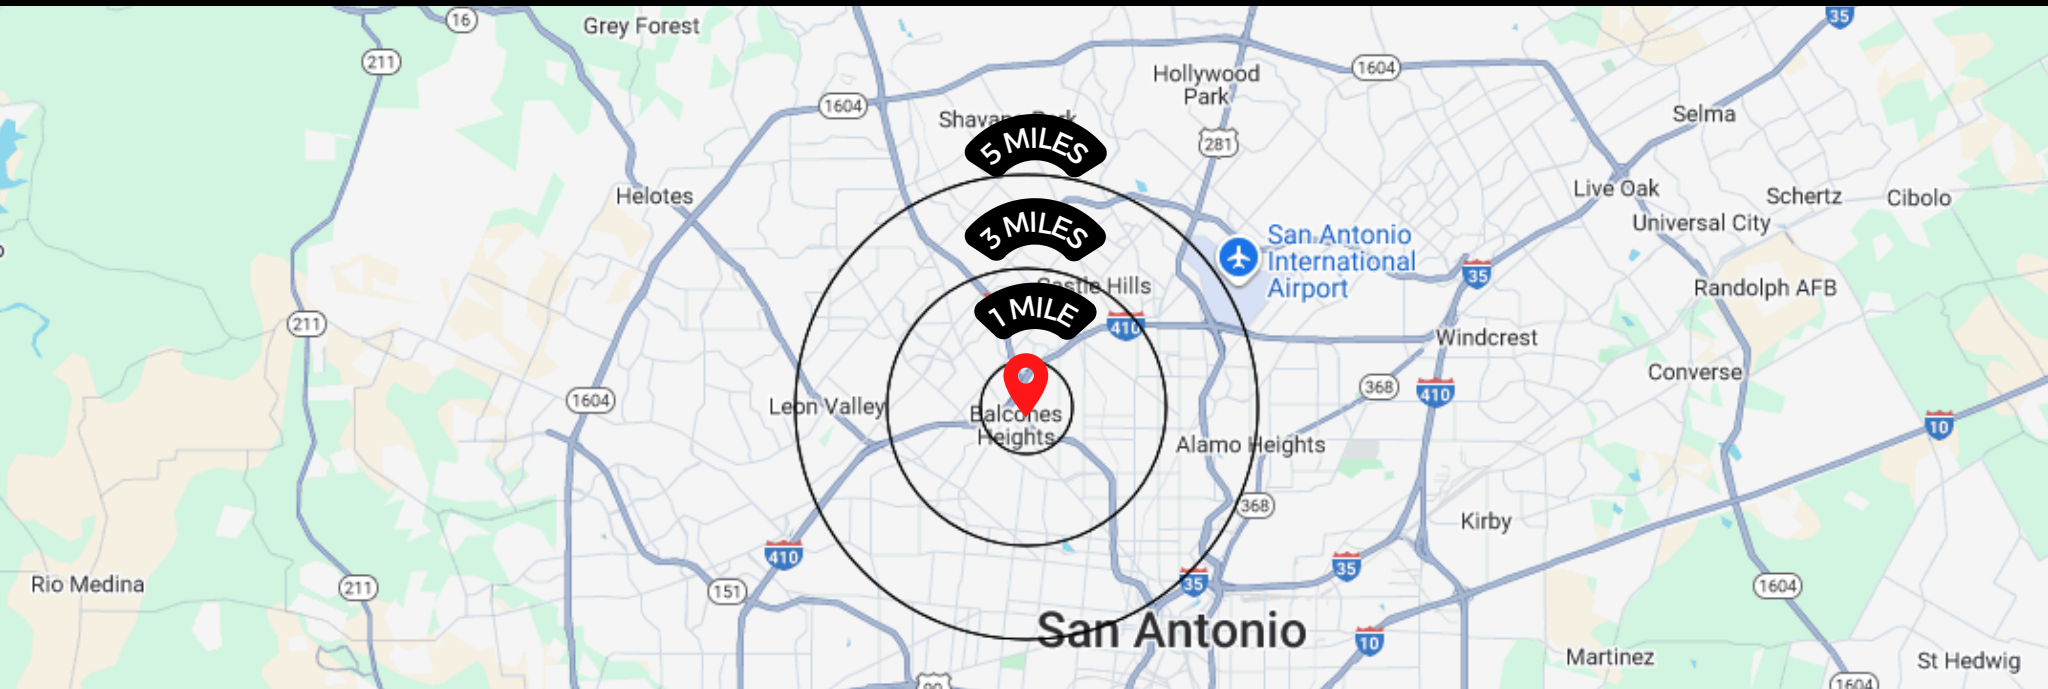 16
Grey Forest
35
211
Hollywood
Park
1604
1604
Selma
Shavano Park
281
5 MILES
Helotes
Live Oak
Schertz
Cibolo
Universal City
3 MILES
San Antonio
International
Airport
35
Castle Hills
Randolph AFB
1 MILE
211
410
Windcrest
Converse
368
410
1604
Leon Valley
Balcones
Heights
10
Alamo Heights
368
Kirby
410
35
35
Rio Medina
211
151
1604
San Antonio
10
Martinez
St Hedwig
1604